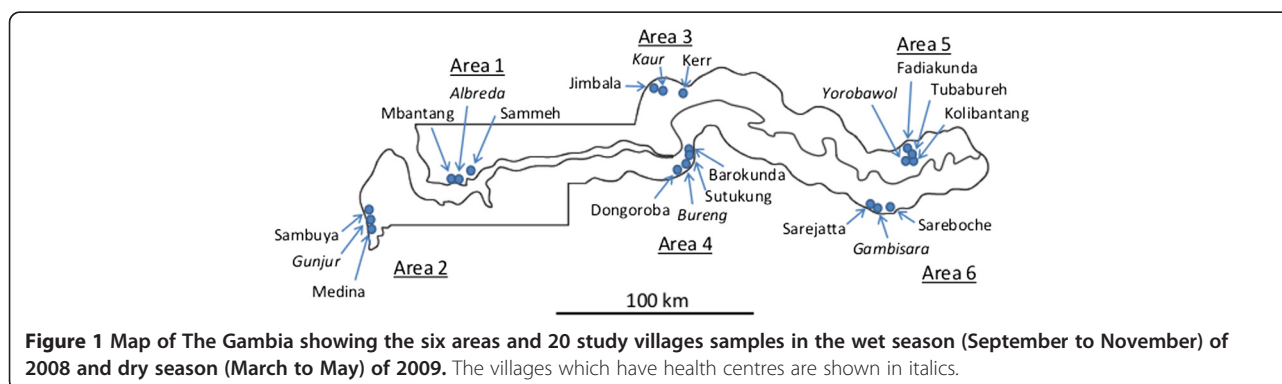 Area 3
Kaur Kerr
Jimbala
Area 1
Albreda
Mbantang Sammeh
Area 5
Fadiakunda
Yorobawol Tubabureh
Kolibantang
Barokunda
Sutukung
Dongoroba
Bureng
Area 4
Sarejatta Sareboche
Gambisara
Area 6
Sambuya
Gunjur
Medina
Area 2
100 km
Figure 1 Map of The Gambia showing the six areas and 20 study villages samples in the wet season (September to November) of
2008 and dry season (March to May) of 2009. The villages which have health centres are shown in italics.